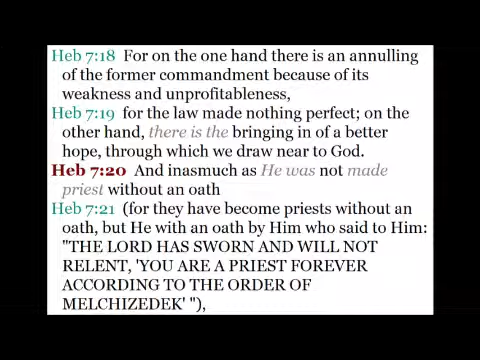 Heb 7:18 For on the one hand there is an annulling
of the former commandment because of its
weakness and unprofitableness,
Heb 7:19 for the law made nothing perfect; on the
other hand, there is the bringing in of a better
hope, through which we draw near to God.
Heb 7:20 And inasmuch as He was not made
priest without an oath
Heb 7:21 (for they have become priests without an
oath, but He with an oath by Him who said to Him:
"THE LORD HAS SWORN AND WILL NOT
RELENT, 'YOU ARE A PRIEST FOREVER
ACCORDING TO THE ORDER OF
MELCHIZEDEK' "),